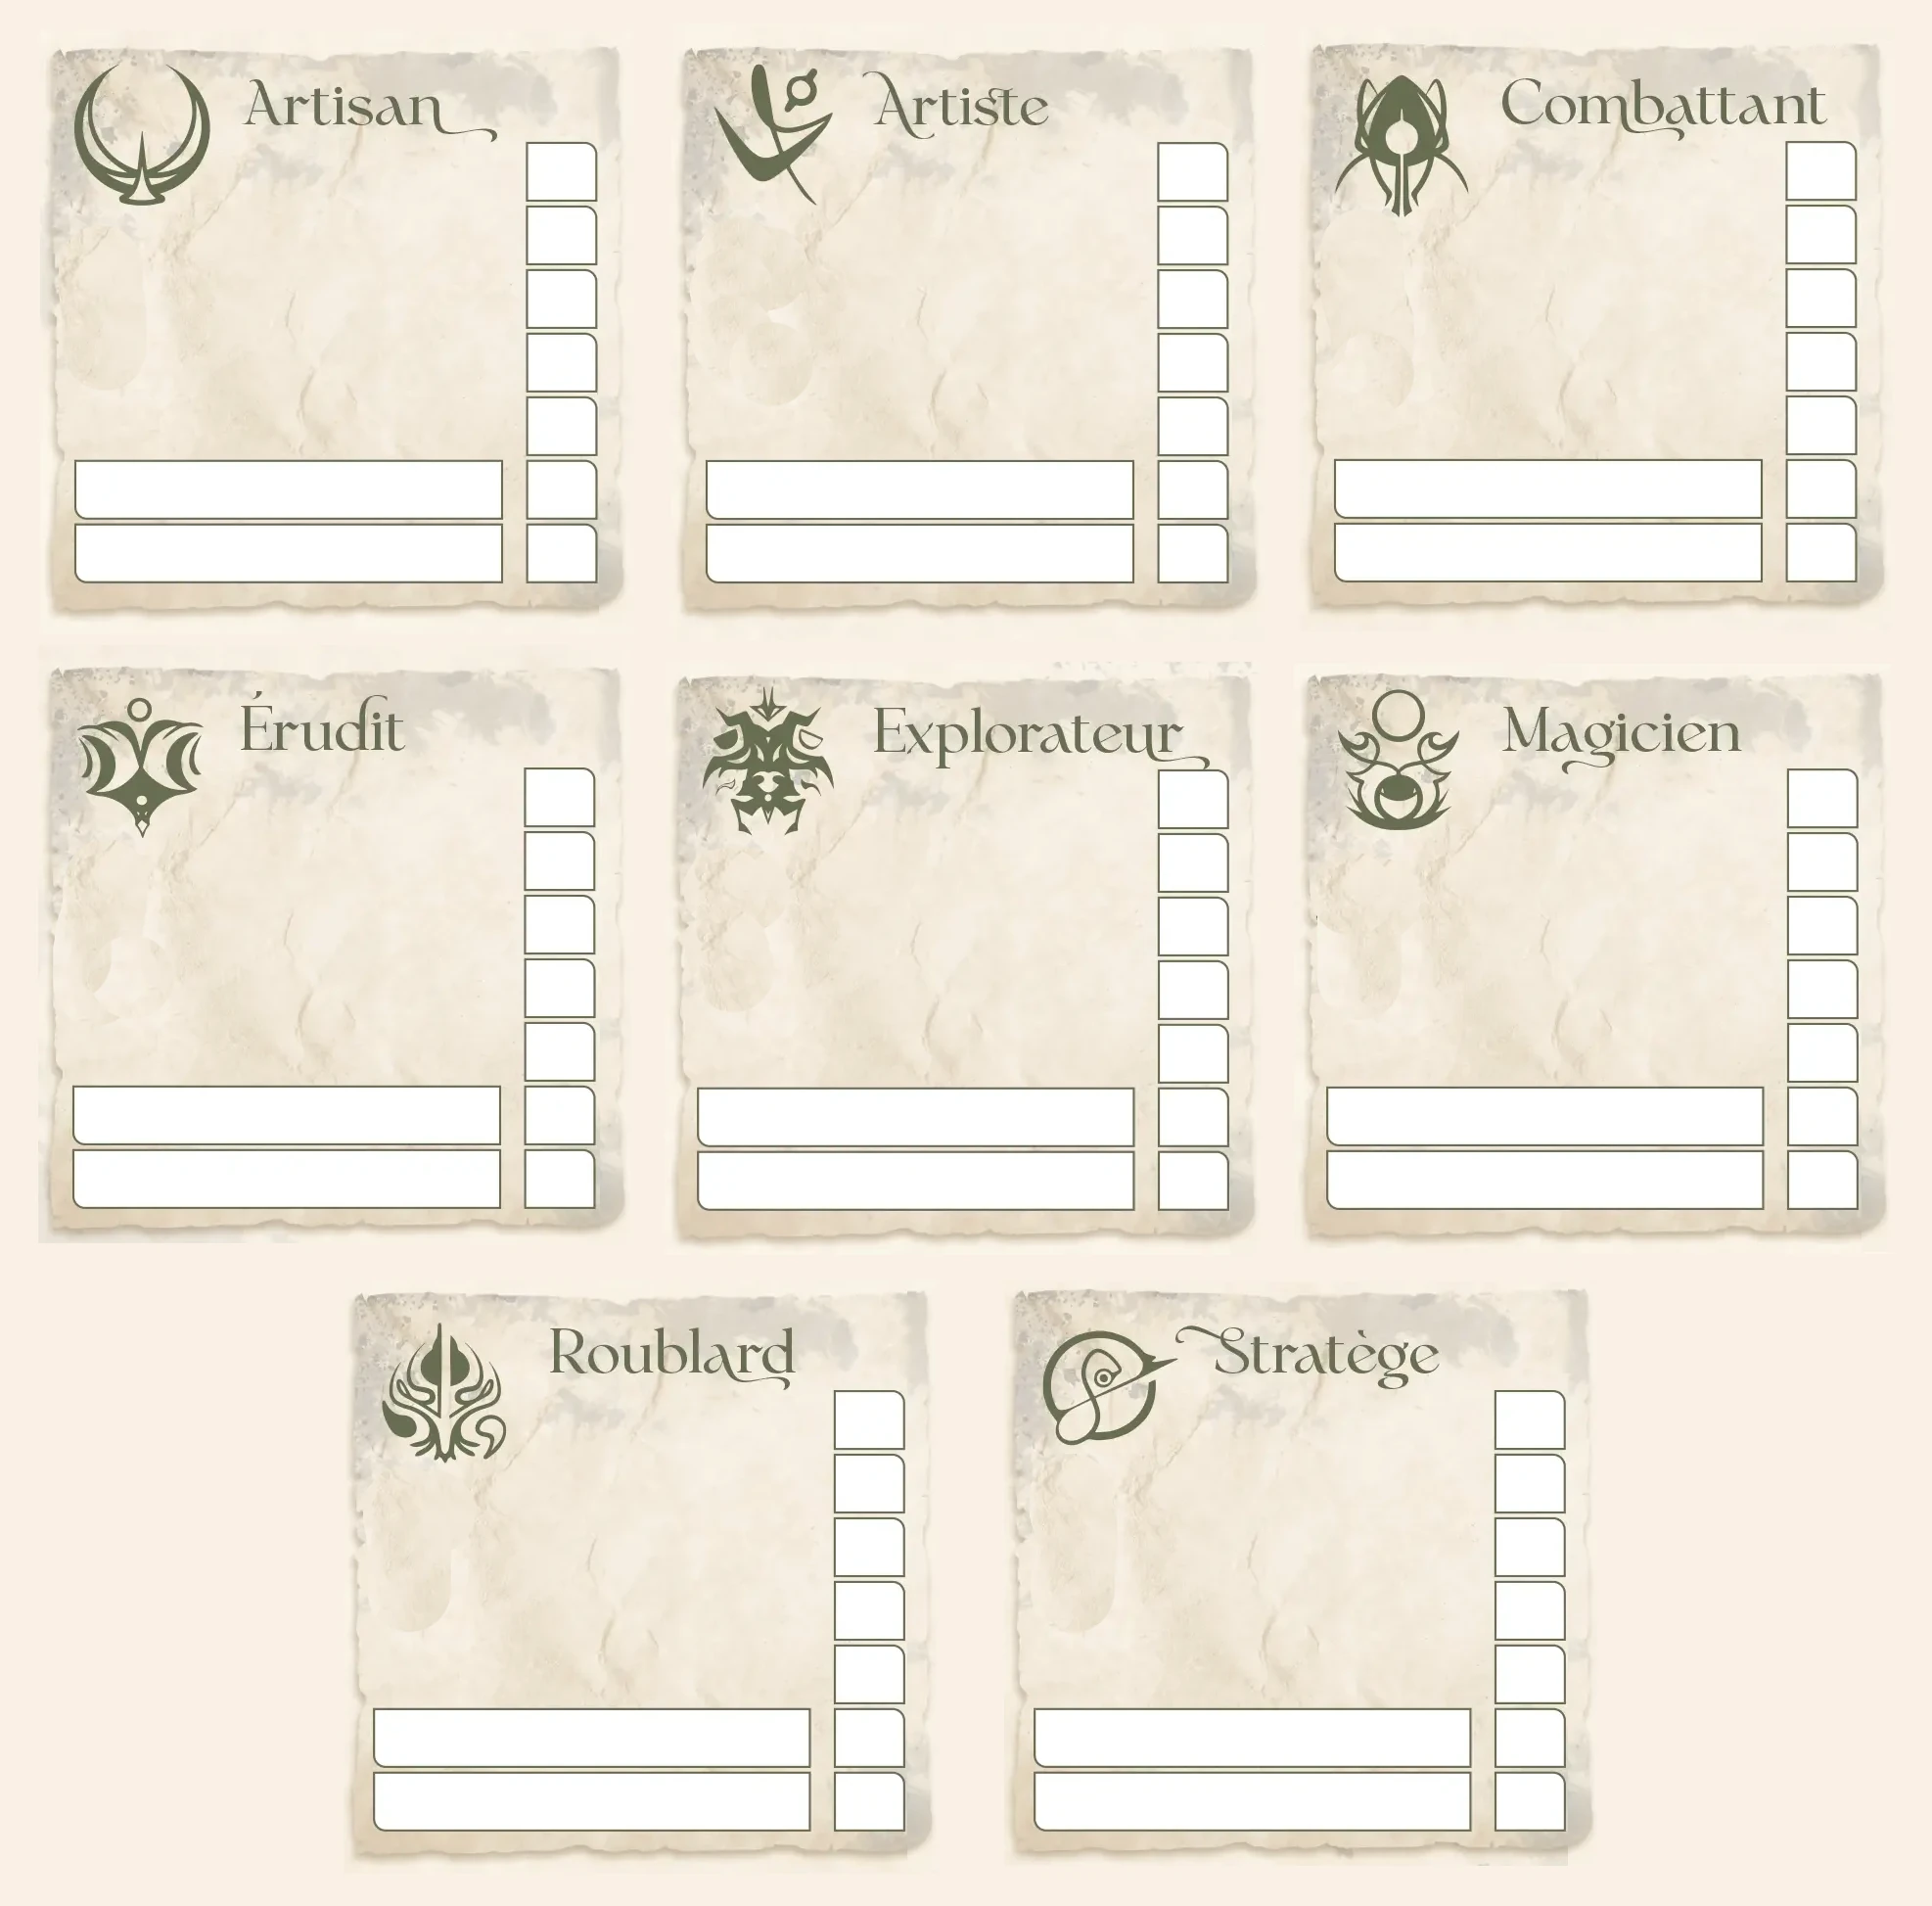 Artisan
Artiste
Combattant
Érudit
Explorateur
Magicien
Roublard
Stratège